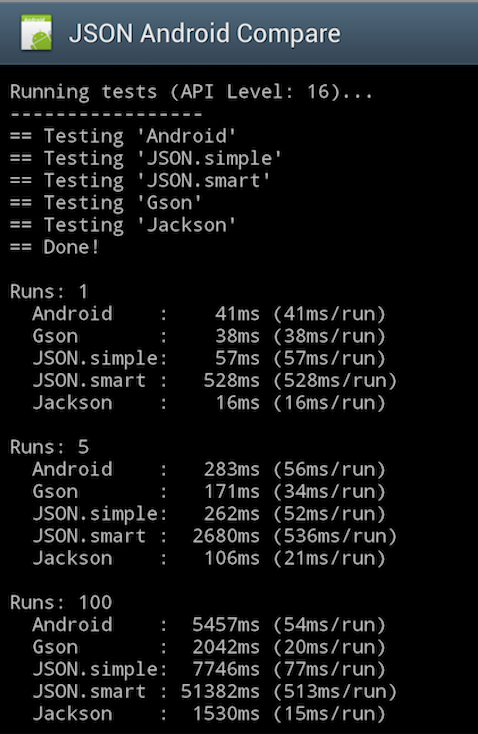 JSON Android Compare
Running tests (API Level: 16)...
-----------------
== Testing 'Android'
== Testing 'JSON.simple'
== Testing 'JSON.smart'
== Testing 'Gson'
== Testing 'Jackson'
== Done!
Runs: 1
Android    :    41ms (41ms/run)
Gson       :    38ms (38ms/run)
JSON.simple:    57ms (57ms/run)
JSON.smart :   528ms (528ms/run)
Jackson    :    16ms (16ms/run)
Runs: 5
Android    :   283ms (56ms/run)
Gson       :   171ms (34ms/run)
JSON.simple:   262ms (52ms/run)
JSON.smart :  2680ms (536ms/run)
Jackson    :   106ms (21ms/run)
Runs: 100
Android    :  5457ms (54ms/run)
Gson       :  2042ms (20ms/run)
JSON.simple:  7746ms (77ms/run)
JSON.smart : 51382ms (513ms/run)
Jackson    :  1530ms (15ms/run)